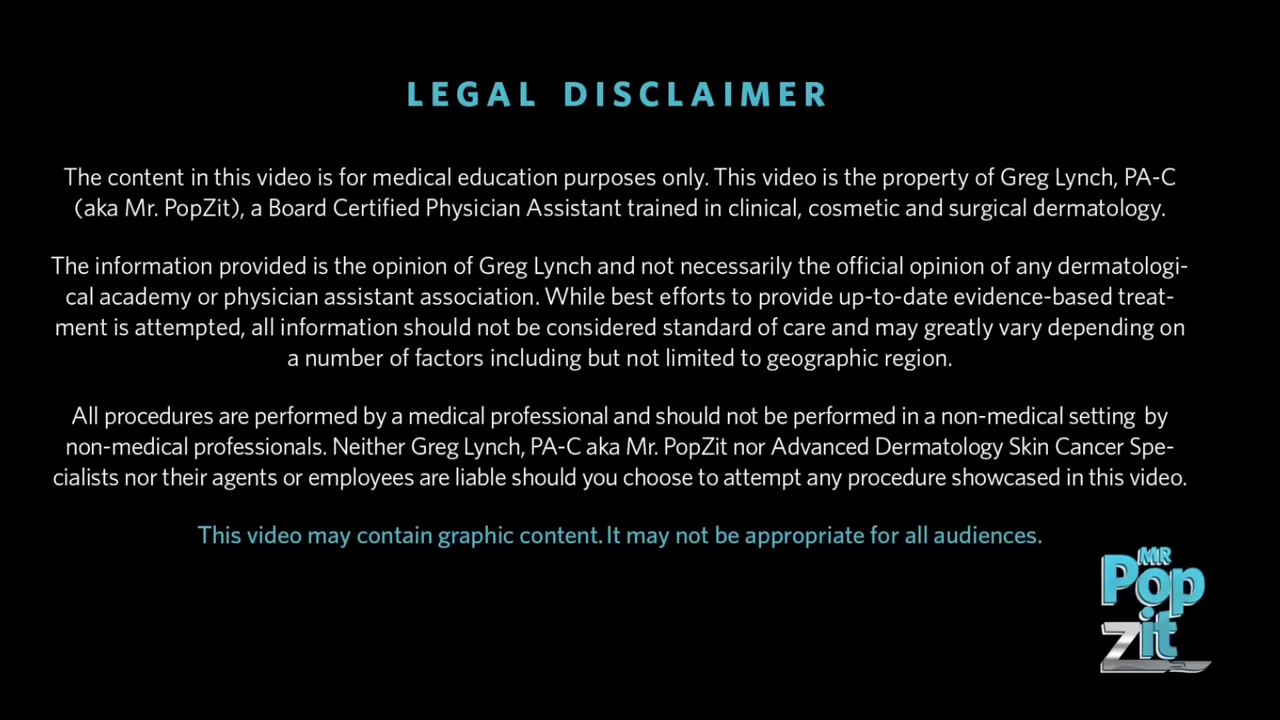 LEGAL DISCLAIMER
The content in this video is for medical education purposes only. This video is the property of Greg Lynch, PA-C
(aka Mr. PopZit), a Board Certified Physician Assistant trained in clinical, cosmetic and surgical dermatology.
The information provided is the opinion of Greg Lynch and not necessarily the official opinion of any dermatologi-
cal academy or physician assistant association. While best efforts to provide up-to-date evidence-based treat-
ment is attempted, all information should not be considered standard of care and may greatly vary depending on
a number of factors including but not limited to geographic region.
All procedures are performed by a medical professional and should not be performed in a non-medical setting by
non-medical professionals. Neither Greg Lynch, PA-C aka Mr. PopZit nor Advanced Dermatology Skin Cancer Spe-
cialists nor their agents or employees are liable should you choose to attempt any procedure showcased in this video.
This video may contain graphic content. It may not be appropriate for all audiences.
MR
Pop
Zit